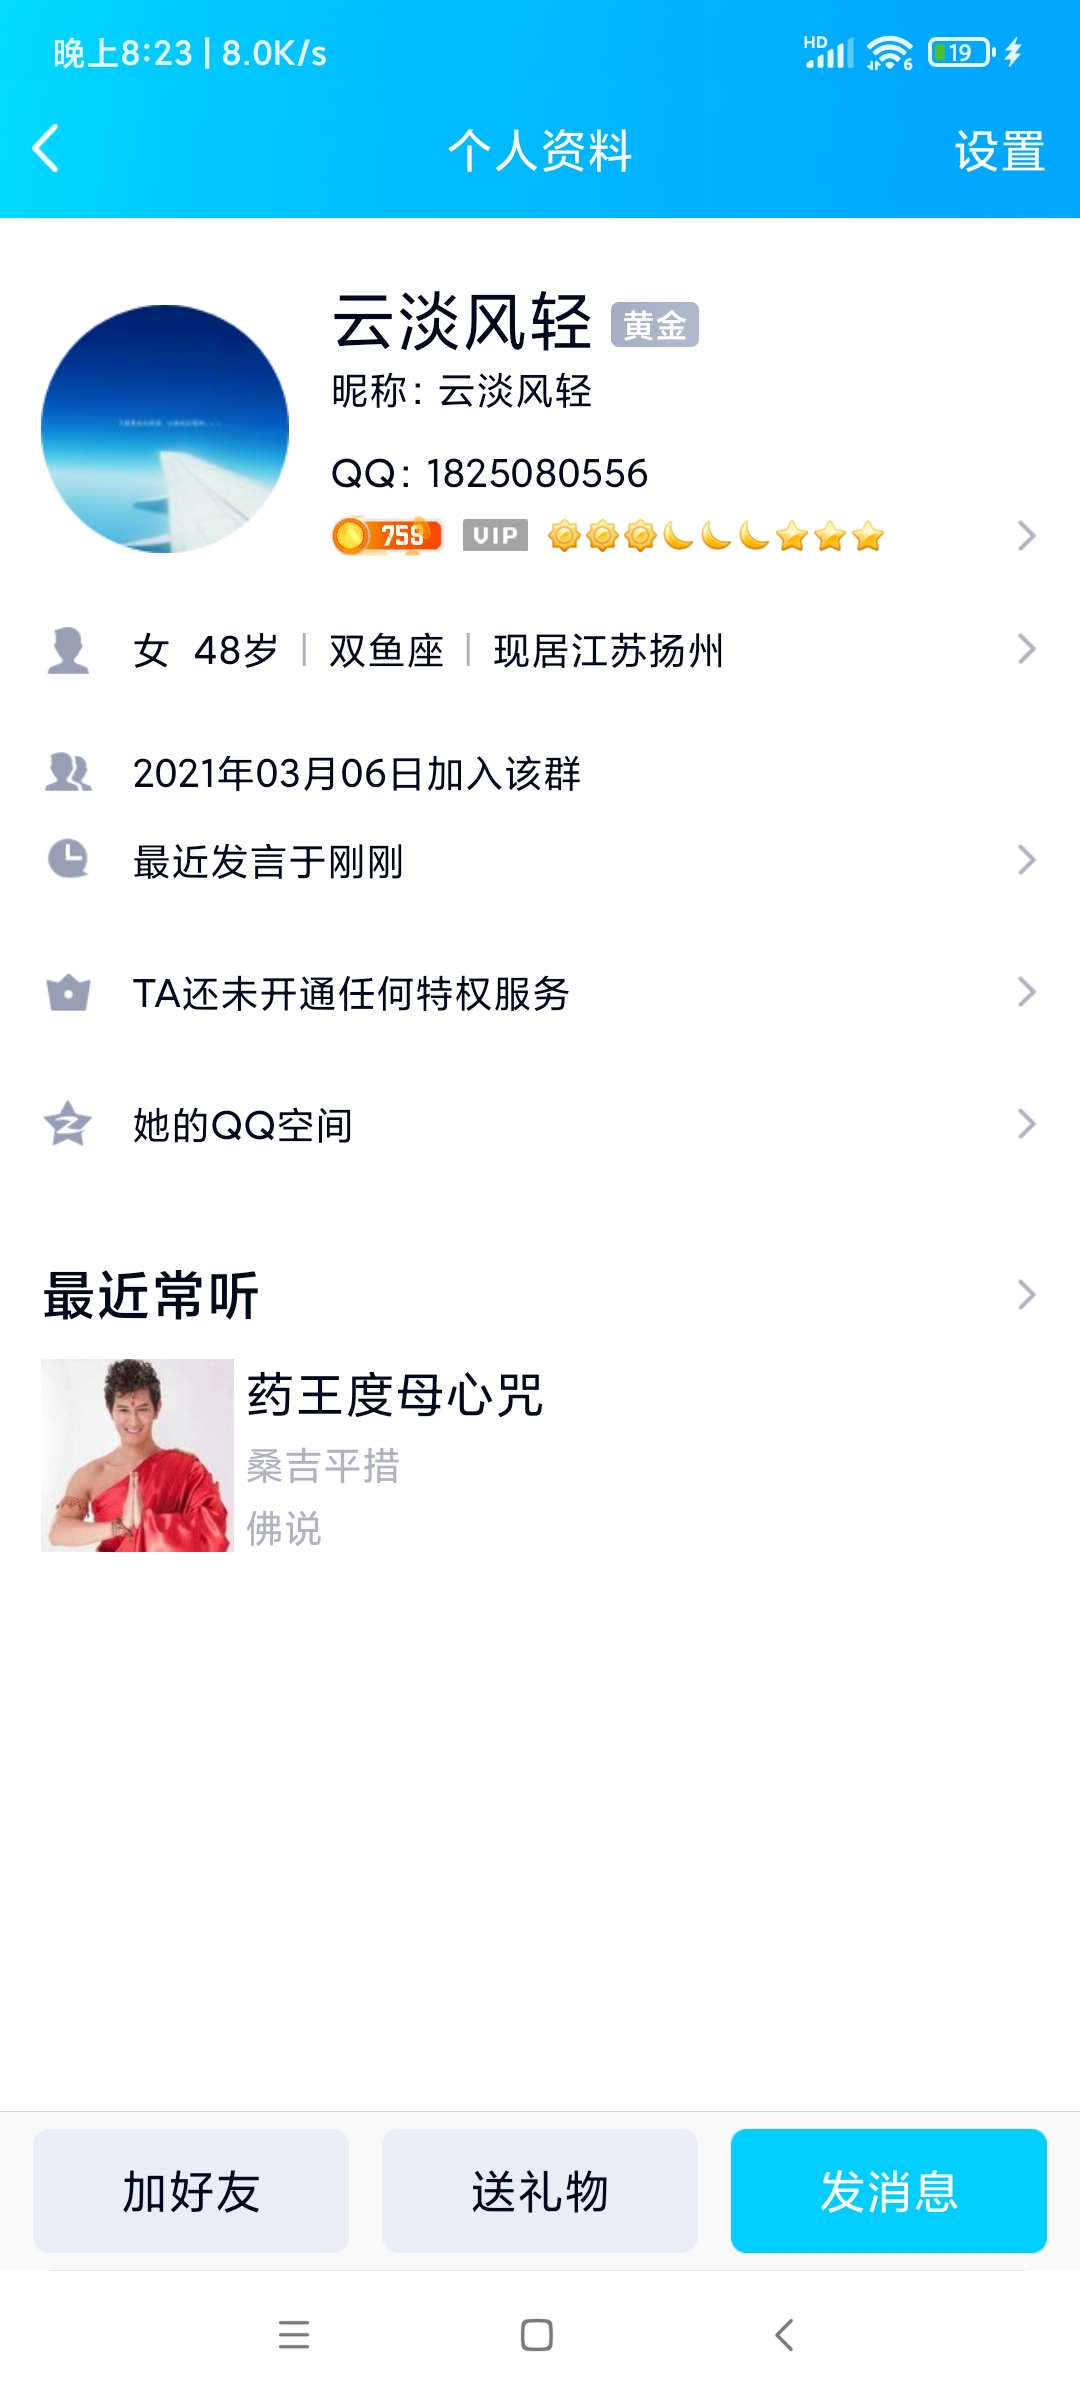 晚上8:23 | 8.0K/s
HD
6
19
个人资料
设置
云淡风轻 黄金
昵称: 云淡风轻
QQ: 1825080556
759 VIP
女 48岁 | 双鱼座 | 现居江苏扬州
2021年03月06日加入该群
最近发言于刚刚
TA还未开通任何特权服务
她的QQ空间
最近常听
药王度母心咒
桑吉平措
佛说
加好友
送礼物
发消息